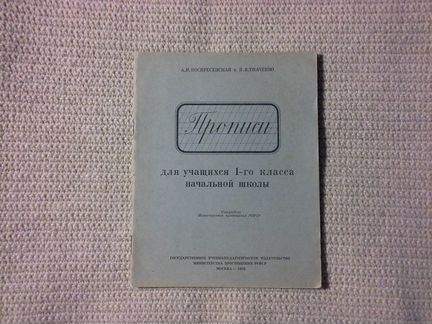 А.И. ВОСКРЕСЕНСКАЯ и Н.И. ТКАЧЕНКО
Прописи
ДЛЯ УЧАЩИХСЯ I-ГО КЛАССА
НАЧАЛЬНОЙ ШКОЛЫ
Утверждены
Министерством просвещения РСФСР
ГОСУДАРСТВЕННОЕ УЧЕБНО-ПЕДАГОГИЧЕСКОЕ ИЗДАТЕЛЬСТВО
МИНИСТЕРСТВА ПРОСВЕЩЕНИЯ РСФСР
МОСКВА